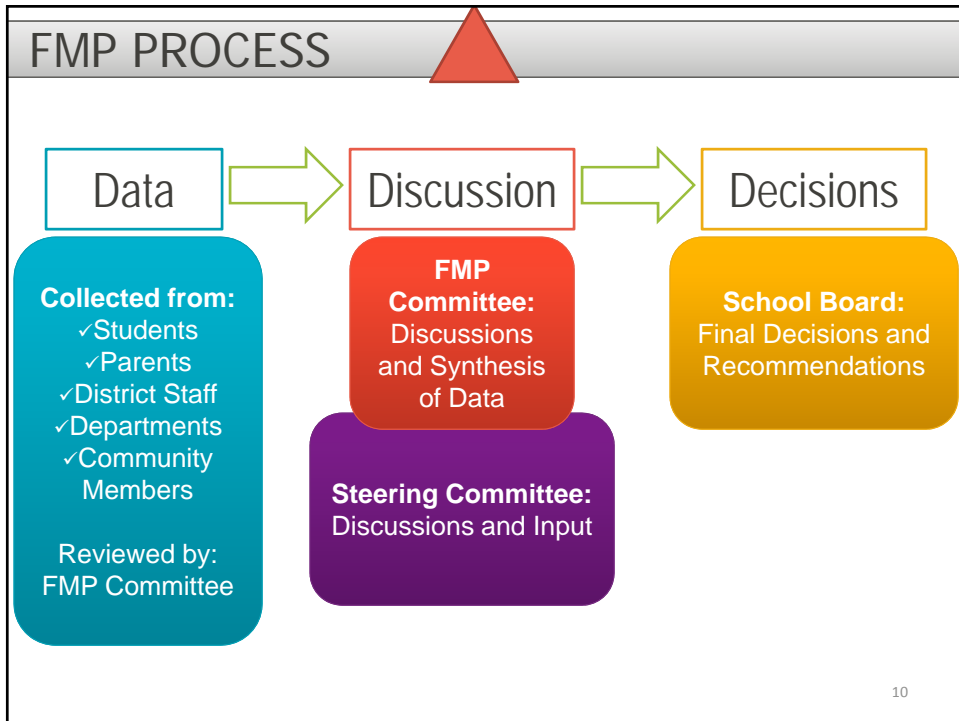 FMP PROCESS
Data
Discussion
Decisions
Collected from:
✓Students
✓Parents
✓District Staff
✓Departments
✓Community
Members
Reviewed by:
FMP Committee
FMP
Committee:
Discussions
and Synthesis
of Data
Steering Committee:
Discussions and Input
School Board:
Final Decisions and
Recommendations
10